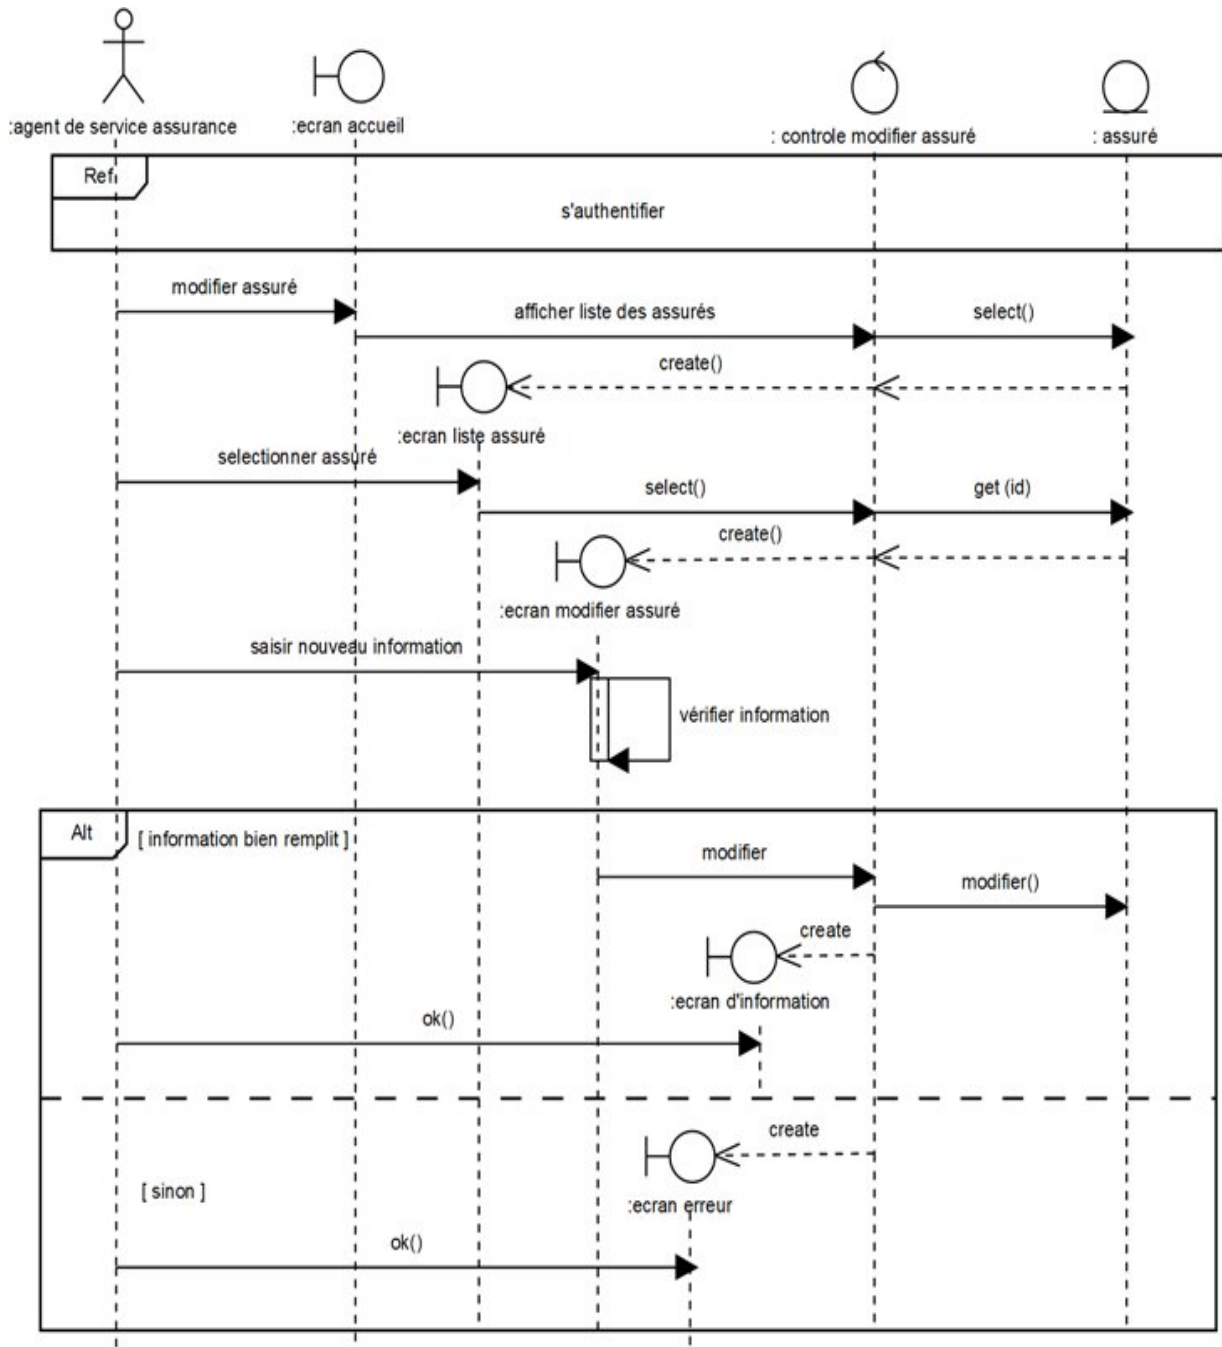 :agent de service assurance
:ecran accueil
: controle modifier assuré
: assuré
Ref
s'authentifier
modifier assuré
afficher liste des assurés
select()
create()
:ecran liste assuré
selectionner assuré
select()
get (id)
create()
:ecran modifier assuré
saisir nouveau information
vérifier information
Alt
[ information bien remplit ]
modifier
modifier()
create
:ecran d'information
ok()
create
[ sinon ]
:ecran erreur
ok()